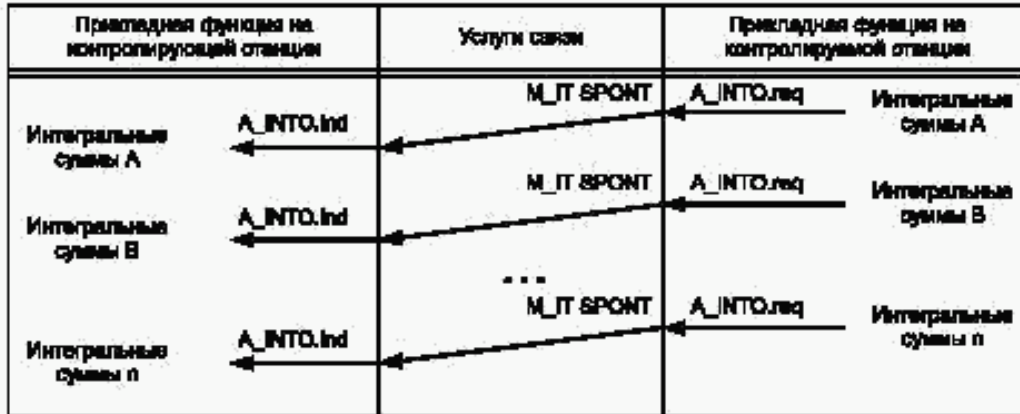 Прикладная функция на
контролирующей станции
Услуги связи
Прикладная функция на
контролируемой станции
M_IT SPONT
A_INTO.req
Интегральные
суммы A
A_INTO.ind
Интегральные
суммы A
M_IT SPONT
A_INTO.req
Интегральные
суммы B
A_INTO.ind
Интегральные
суммы B
...
M_IT SPONT
A_INTO.req
Интегральные
суммы n
A_INTO.ind
Интегральные
суммы n